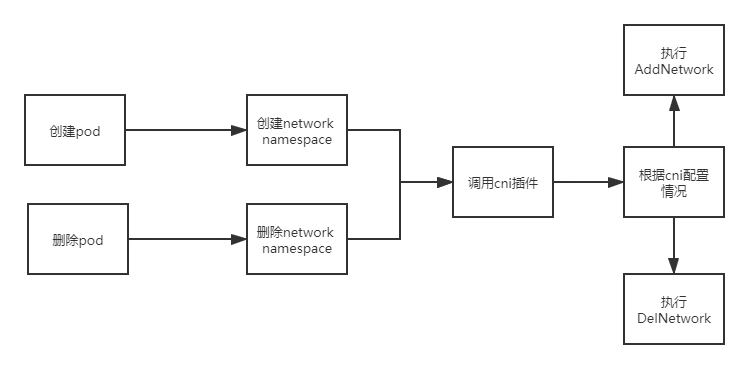 创建pod
创建network
namespace
删除pod
删除network
namespace
调用cni插件
执行
AddNetwork
根据cni配置
情况
执行
DelNetwork